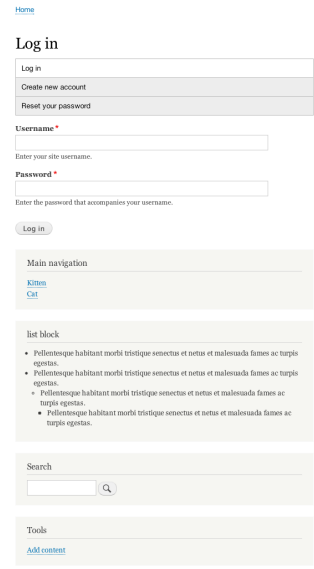 Home
Log in
Log in
Create new account
Reset your password
Username *
Enter your site username.
Password *
Enter the password that accompanies your username.
Log in
Main navigation
Kitten
Cat
list block
Pellentesque habitant morbi tristique senectus et netus et malesuada fames ac turpis
egestas.
Pellentesque habitant morbi tristique senectus et netus et malesuada fames ac turpis
egestas.
Pellentesque habitant morbi tristique senectus et netus et malesuada fames ac
turpis egestas.
Pellentesque habitant morbi tristique senectus et netus et malesuada fames ac
turpis egestas.
Search
Tools
Add content